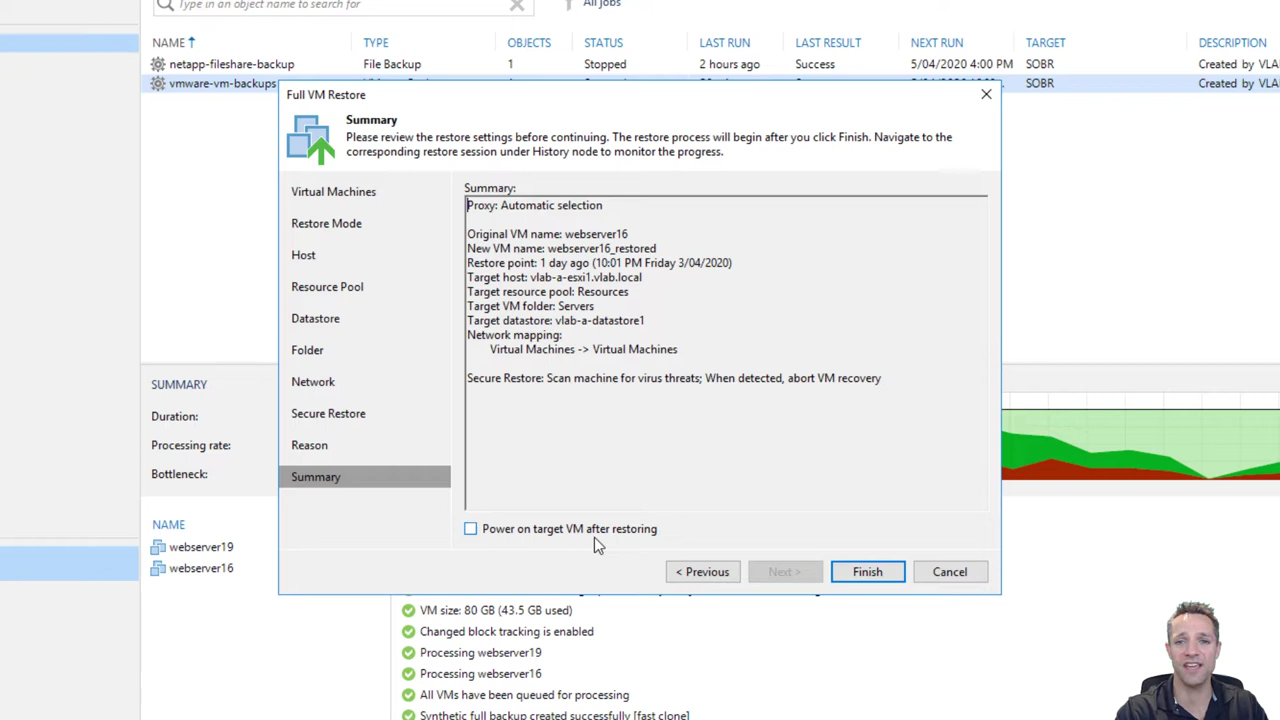 Type in an object name to search for
All jobs
NAME TYPE OBJECTS STATUS LAST RUN LAST RESULT NEXT RUN TARGET DESCRIPTION
netapp-fileshare-backup File Backup 1 Stopped 2 hours ago Success 5/04/2020 4:00 PM SOBR Created by VLA
vmware-vm-backups SOBR Created by VLA
Full VM Restore
Summary
Please review the restore settings before continuing. The restore process will begin after you click Finish. Navigate to the
corresponding restore session under History node to monitor the progress.
Virtual Machines
Restore Mode
Host
Resource Pool
Datastore
Folder
Network
Secure Restore
Reason
Summary
Summary:
Proxy: Automatic selection
Original VM name: webserver16
New VM name: webserver16_restored
Restore point: 1 day ago (10:01 PM Friday 3/04/2020)
Target host: vlab-a-esxi1.vlab.local
Target resource pool: Resources
Target VM folder: Servers
Target datastore: vlab-a-datastore1
Network mapping:
Virtual Machines -> Virtual Machines
Secure Restore: Scan machine for virus threats; When detected, abort VM recovery
Power on target VM after restoring
< Previous Next > Finish Cancel
SUMMARY
Duration:
Processing rate:
Bottleneck:
NAME
webserver19
webserver16
VM size: 80 GB (43.5 GB used)
Changed block tracking is enabled
Processing webserver19
Processing webserver16
All VMs have been queued for processing
Synthetic full backup created successfully [fast clone]